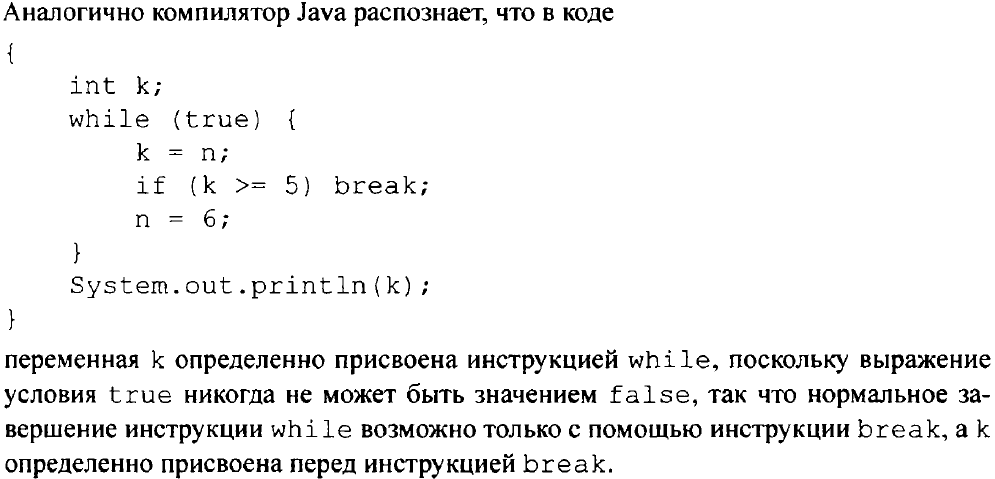 Аналогично компилятор Java распознает, что в коде
{
    int k;
    while (true) {
        k = n;
        if (k >= 5) break;
        n = 6;
    }
    System.out.println(k);
}
переменная k определенно присвоена инструкцией while, поскольку выражение
условия true никогда не может быть значением false, так что нормальное за-
вершение инструкции while возможно только с помощью инструкции break, а k
определенно присвоена перед инструкцией break.